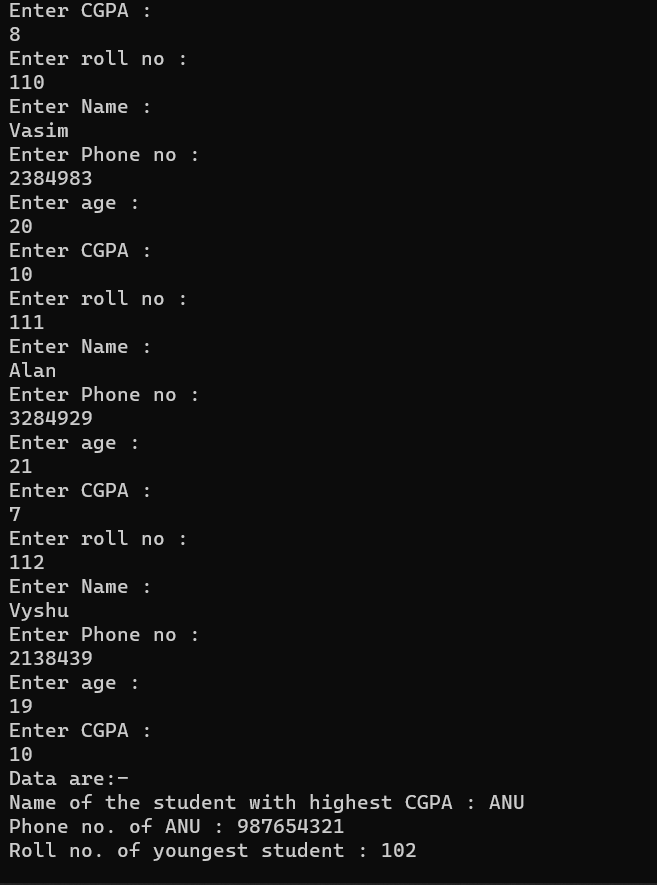 Enter CGPA :
8
Enter roll no :
110
Enter Name :
Vasim
Enter Phone no :
2384983
Enter age :
20
Enter CGPA :
10
Enter roll no :
111
Enter Name :
Alan
Enter Phone no :
3284929
Enter age :
21
Enter CGPA :
7
Enter roll no :
112
Enter Name :
Vyshu
Enter Phone no :
2138439
Enter age :
19
Enter CGPA :
10
Data are:-
Name of the student with highest CGPA : ANU
Phone no. of ANU : 987654321
Roll no. of youngest student : 102